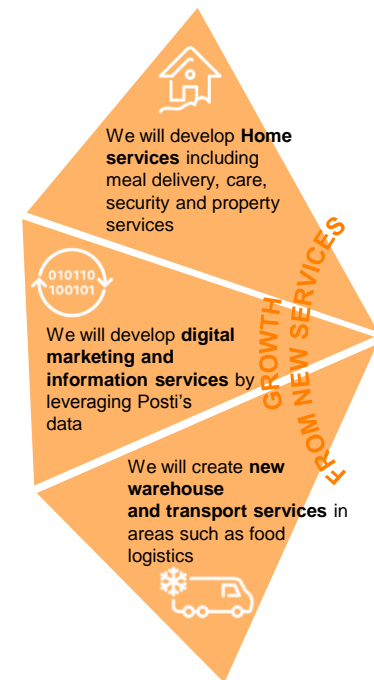 We will develop Home
services including
meal delivery, care,
security and property
services
010110
100101
We will develop digital
marketing and
information services by
leveraging Posti's
data
GROWTH
FROM NEW SERVICES
We will create new
warehouse
and transport services in
areas such as food
logistics